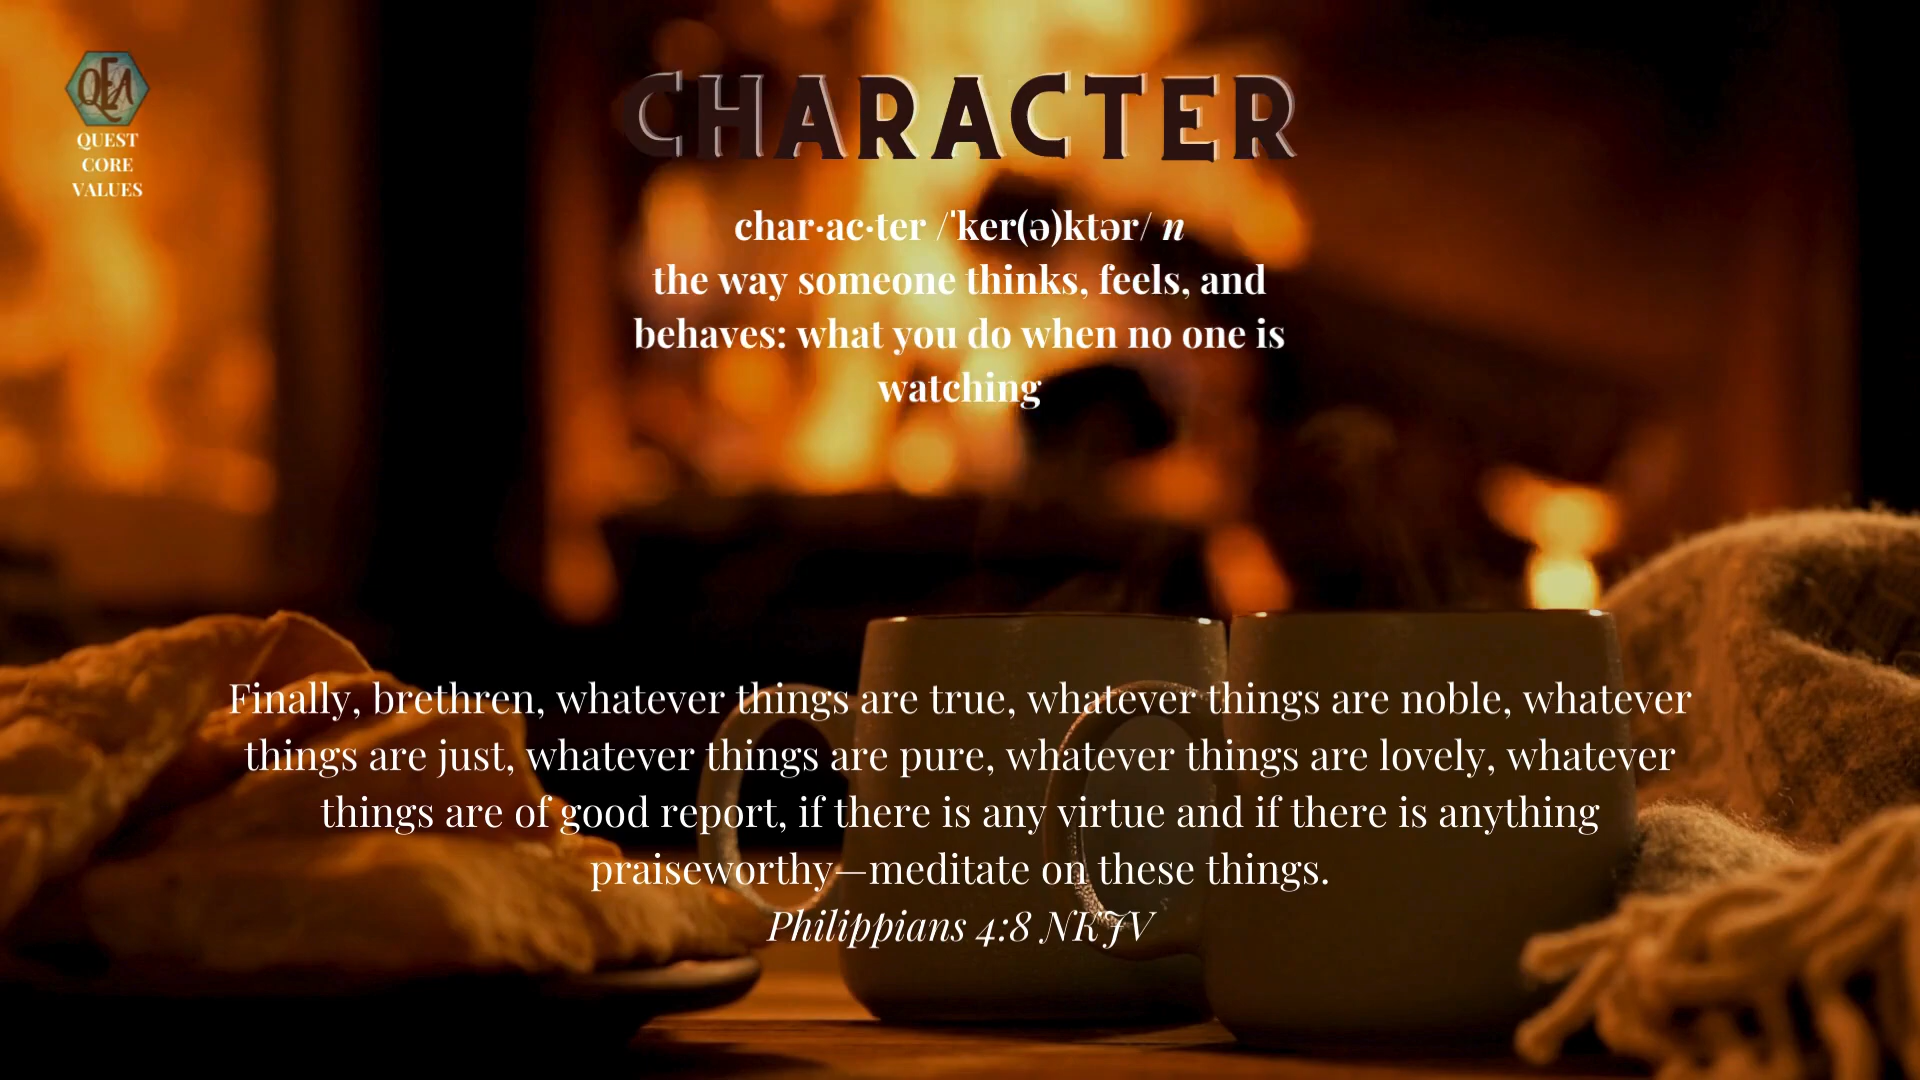 QEA
QUEST
CORE
VALUES
CHARACTER
char·ac·ter /ˈker(ə)ktər/ n
the way someone thinks, feels, and
behaves: what you do when no one is
watching
Finally, brethren, whatever things are true, whatever things are noble, whatever
things are just, whatever things are pure, whatever things are lovely, whatever
things are of good report, if there is any virtue and if there is anything
praiseworthy—meditate on these things.
Philippians 4:8 NKJV